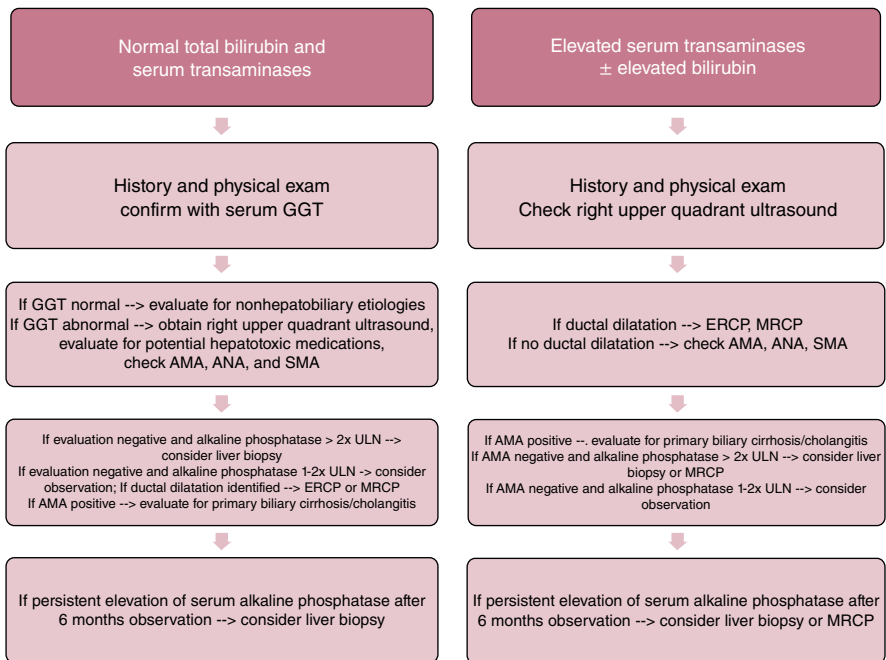 Normal total bilirubin and
serum transaminases
History and physical exam
confirm with serum GGT
If GGT normal --> evaluate for nonhepatobiliary etiologies
If GGT abnormal --> obtain right upper quadrant ultrasound,
evaluate for potential hepatotoxic medications,
check AMA, ANA, and SMA
If evaluation negative and alkaline phosphatase > 2x ULN -->
consider liver biopsy
If evaluation negative and alkaline phosphatase 1-2x ULN -> consider
observation; If ductal dilatation identified --> ERCP or MRCP
If AMA positive --> evaluate for primary biliary cirrhosis/cholangitis
If persistent elevation of serum alkaline phosphatase after
6 months observation --> consider liver biopsy
Elevated serum transaminases
± elevated bilirubin
History and physical exam
Check right upper quadrant ultrasound
If ductal dilatation --> ERCP, MRCP
If no ductal dilatation --> check AMA, ANA, SMA
If AMA positive --. evaluate for primary biliary cirrhosis/cholangitis
If AMA negative and alkaline phosphatase > 2x ULN --> consider liver
biopsy or MRCP
If AMA negative and alkaline phosphatase 1-2x ULN --> consider
observation
If persistent elevation of serum alkaline phosphatase after
6 months observation --> consider liver biopsy or MRCP